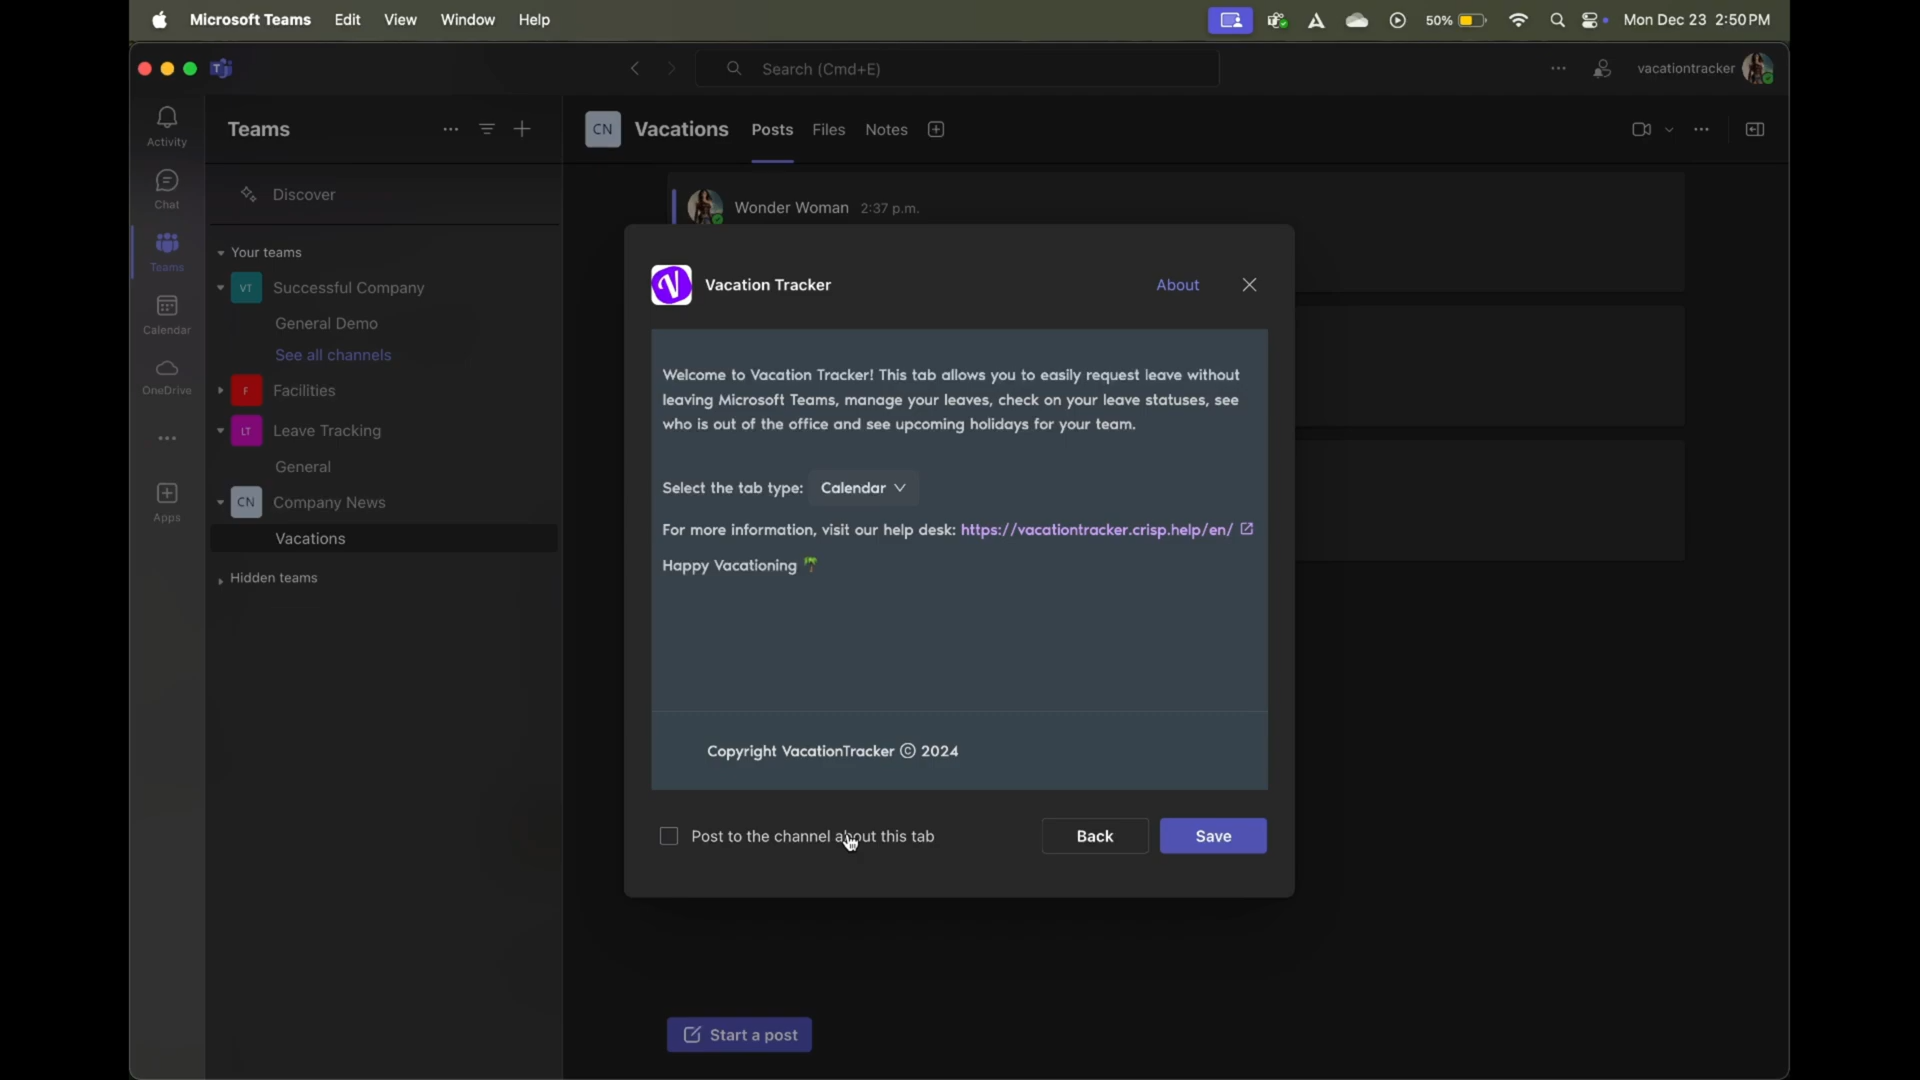 Microsoft Teams Edit View Window Help
50% Mon Dec 23 2:50 PM
Search (Cmd+E)
vacationtracker
Activity
Chat
Teams
Calendar
OneDrive
Apps
Teams
Discover
Your teams
VT Successful Company
General Demo
See all channels
F Facilities
LT Leave Tracking
General
CN Company News
Vacations
Hidden teams
CN Vacations Posts Files Notes
Wonder Woman 2:37 p.m.
Vacation Tracker About
Welcome to Vacation Tracker! This tab allows you to easily request leave without
leaving Microsoft Teams, manage your leaves, check on your leave statuses, see
who is out of the office and see upcoming holidays for your team.
Select the tab type: Calendar
For more information, visit our help desk: https://vacationtracker.crisp.help/en/
Happy Vacationing 🌴
Copyright VacationTracker © 2024
Post to the channel about this tab
Back Save
Start a post